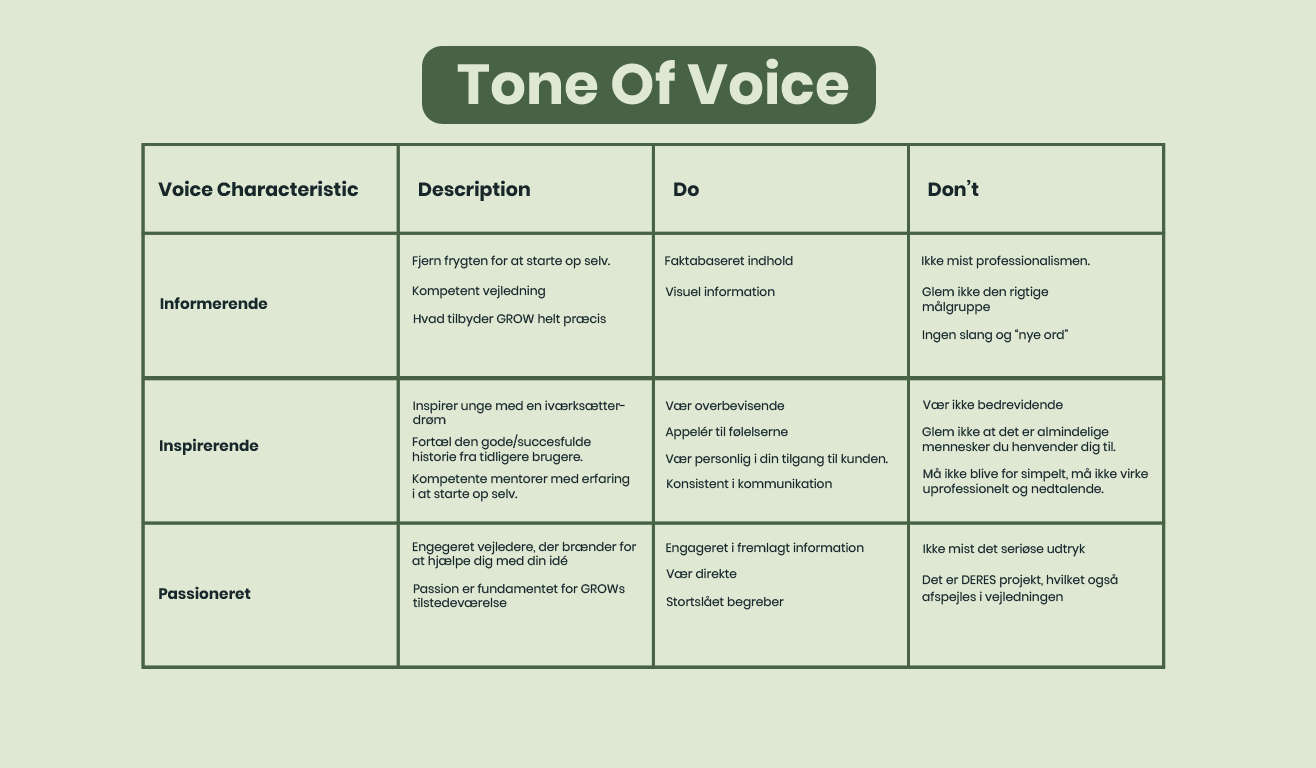 Tone Of Voice
Voice Characteristic
Description
Do
Don't
Informerende
Fjern frygten for at starte op selv.
Kompetent vejledning
Hvad tilbyder GROW helt præcis
Faktabaseret indhold
Visuel information
Ikke mist professionalismen.
Glem ikke den rigtige
målgruppe
Ingen slang og "nye ord"
Inspirerende
Inspirer unge med en iværksætter-
drøm
Fortæl den gode/succesfulde
historie fra tidligere brugere.
Kompetente mentorer med erfaring
i at starte op selv.
Vær overbevisende
Appelér til følelserne
Vær personlig i din tilgang til kunden.
Konsistent i kommunikation
Vær ikke bedrevidende
Glem ikke at det er almindelige
mennesker du henvender dig til.
Må ikke blive for simpelt, må ikke virke
uprofessionelt og nedtalende.
Passioneret
Engegeret vejledere, der brænder for
at hjælpe dig med din idé
Passion er fundamentet for GROWs
tilstedeværelse
Engageret i fremlagt information
Vær direkte
Stortslået begreber
Ikke mist det seriøse udtryk
Det er DERES projekt, hvilket også
afspejles i vejledningen